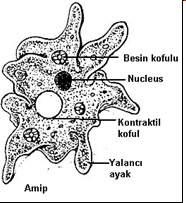 Besin kofulu
Nucleus
Kontraktil
koful
Yalancı
ayak
Amip